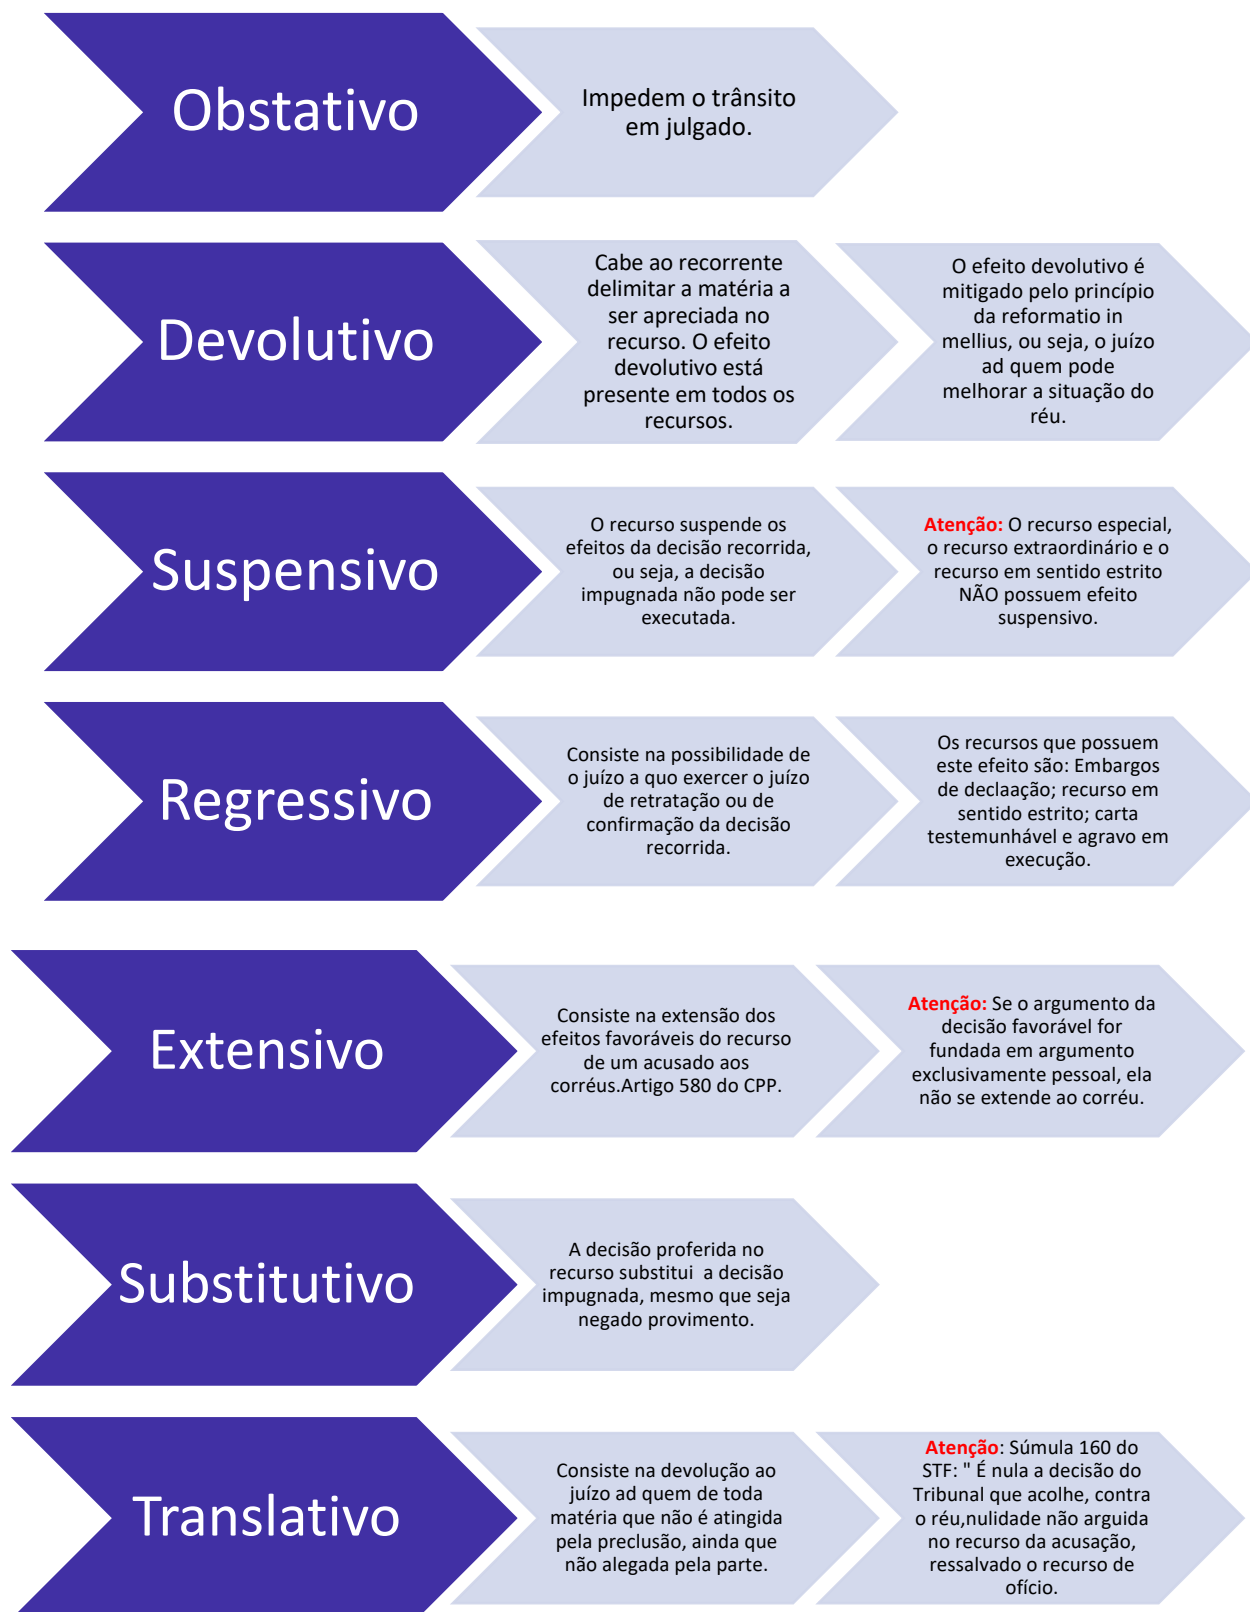 Obstativo
Impedem o trânsito
em julgado.
Devolutivo
Cabe ao recorrente
delimitar a matéria a
ser apreciada no
recurso. O efeito
devolutivo está
presente em todos os
recursos.
O efeito devolutivo é
mitigado pelo princípio
da reformatio in
mellius, ou seja, o juízo
ad quem pode
melhorar a situação do
réu.
Suspensivo
O recurso suspende os
efeitos da decisão recorrida,
ou seja, a decisão
impugnada não pode ser
executada.
Atenção: O recurso especial,
o recurso extraordinário e o
recurso em sentido estrito
NÃO possuem efeito
suspensivo.
Regressivo
Consiste na possibilidade de
o juízo a quo exercer o juízo
de retratação ou de
confirmação da decisão
recorrida.
Os recursos que possuem
este efeito são: Embargos
de declaação; recurso em
sentido estrito; carta
testemunhável e agravo em
execução.
Extensivo
Consiste na extensão dos
efeitos favoráveis do recurso
de um acusado aos
corréus.Artigo 580 do CPP.
Atenção: Se o argumento da
decisão favorável for
fundada em argumento
exclusivamente pessoal, ela
não se extende ao corréu.
Substitutivo
A decisão proferida no
recurso substitui  a decisão
impugnada, mesmo que seja
negado provimento.
Translativo
Consiste na devolução ao
juízo ad quem de toda
matéria que não é atingida
pela preclusão, ainda que
não alegada pela parte.
Atenção: Súmula 160 do
STF: " É nula a decisão do
Tribunal que acolhe, contra
o réu,nulidade não arguida
no recurso da acusação,
ressalvado o recurso de
ofício.